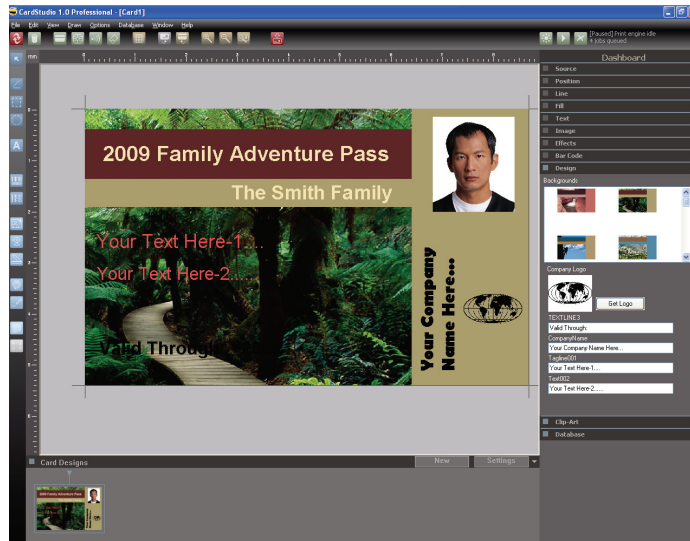 CardStudio 1.0 Professional - [Card1]
File Edit View Draw Options Database Window Help
[Paused] Print engine idle
4 jobs queued
mm
Dashboard
Source
Position
Line
Fill
Text
Image
Effects
Bar Code
Design
Backgrounds
Company Logo
Get Logo
TEXTLINE3
Valid Through:
CompanyName
Your Company Name Here...
Tagline001
Your Text Here-1....
Text002
Your Text Here-2.....
Clip-Art
Database
2009 Family Adventure Pass
The Smith Family
Your Text Here-1....
Your Text Here-2.....
Valid Through:
Your Company
Name Here...
Card Designs
New
Settings
2009 Family Adventure Pass